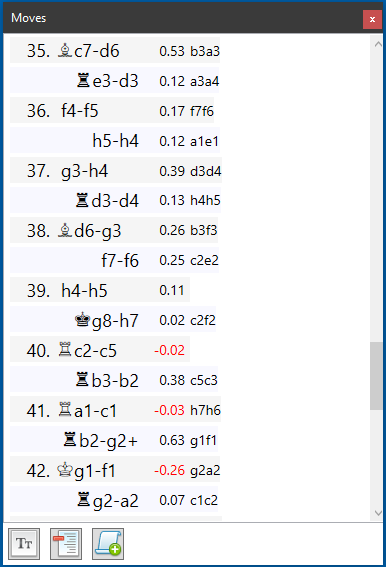 Moves
x
35. ♗c7-d6 0.53 b3a3
♜e3-d3 0.12 a3a4
36. f4-f5 0.17 f7f6
h5-h4 0.12 a1e1
37. g3-h4 0.39 d3d4
♜d3-d4 0.13 h4h5
38. ♗d6-g3 0.26 b3f3
f7-f6 0.25 c2e2
39. h4-h5 0.11
♚g8-h7 0.02 c2f2
40. ♖c2-c5 -0.02
♜b3-b2 0.38 c5c3
41. ♖a1-c1 -0.03 h7h6
♜b2-g2+ 0.63 g1f1
42. ♔g1-f1 -0.26 g2a2
♜g2-a2 0.07 c1c2
TT